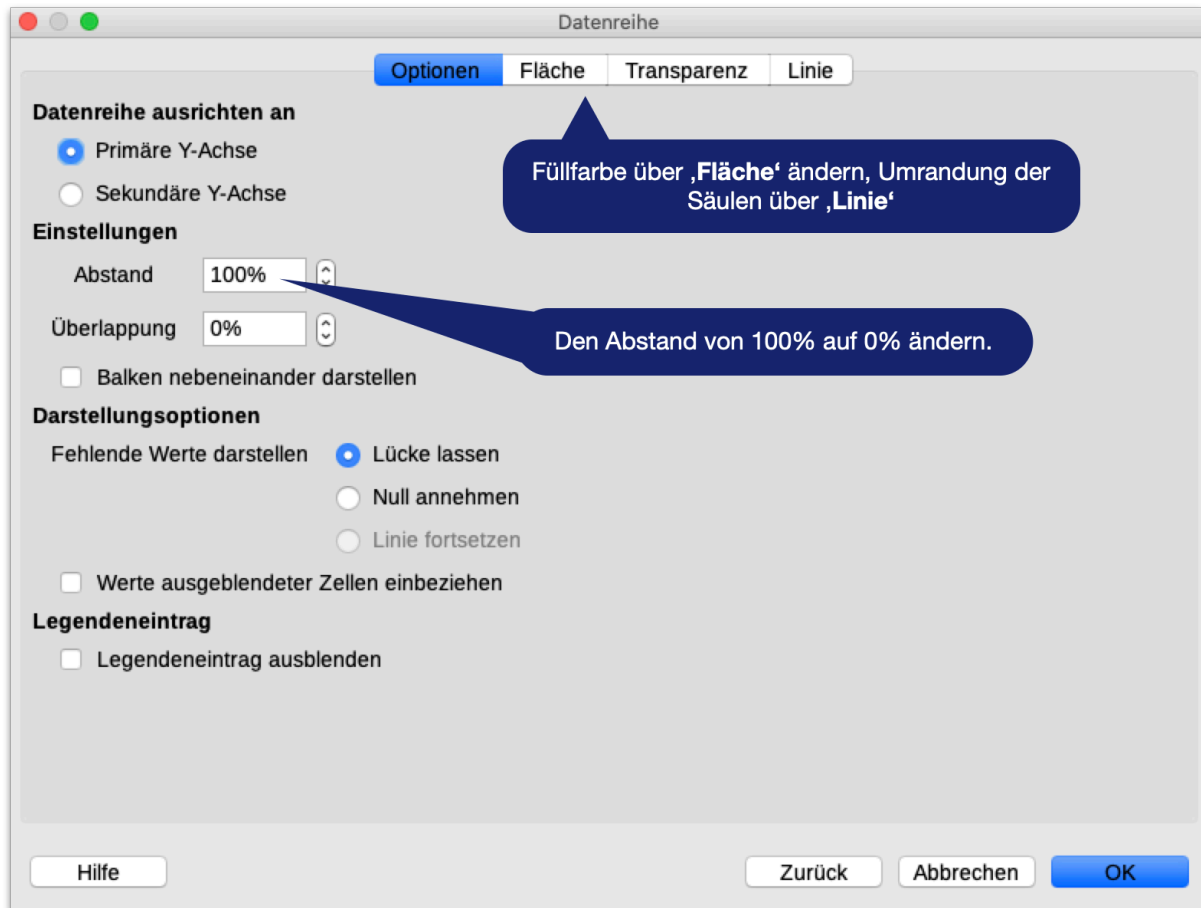 Datenreihe
Optionen Fläche Transparenz Linie
Datenreihe ausrichten an
Primäre Y-Achse
Sekundäre Y-Achse
Füllfarbe über ‚Fläche‘ ändern, Umrandung der
Säulen über ‚Linie‘
Einstellungen
Abstand 100%
Den Abstand von 100% auf 0% ändern.
Überlappung 0%
Balken nebeneinander darstellen
Darstellungsoptionen
Fehlende Werte darstellen Lücke lassen
Null annehmen
Linie fortsetzen
Werte ausgeblendeter Zellen einbeziehen
Legendeneintrag
Legendeneintrag ausblenden
Hilfe Zurück Abbrechen OK